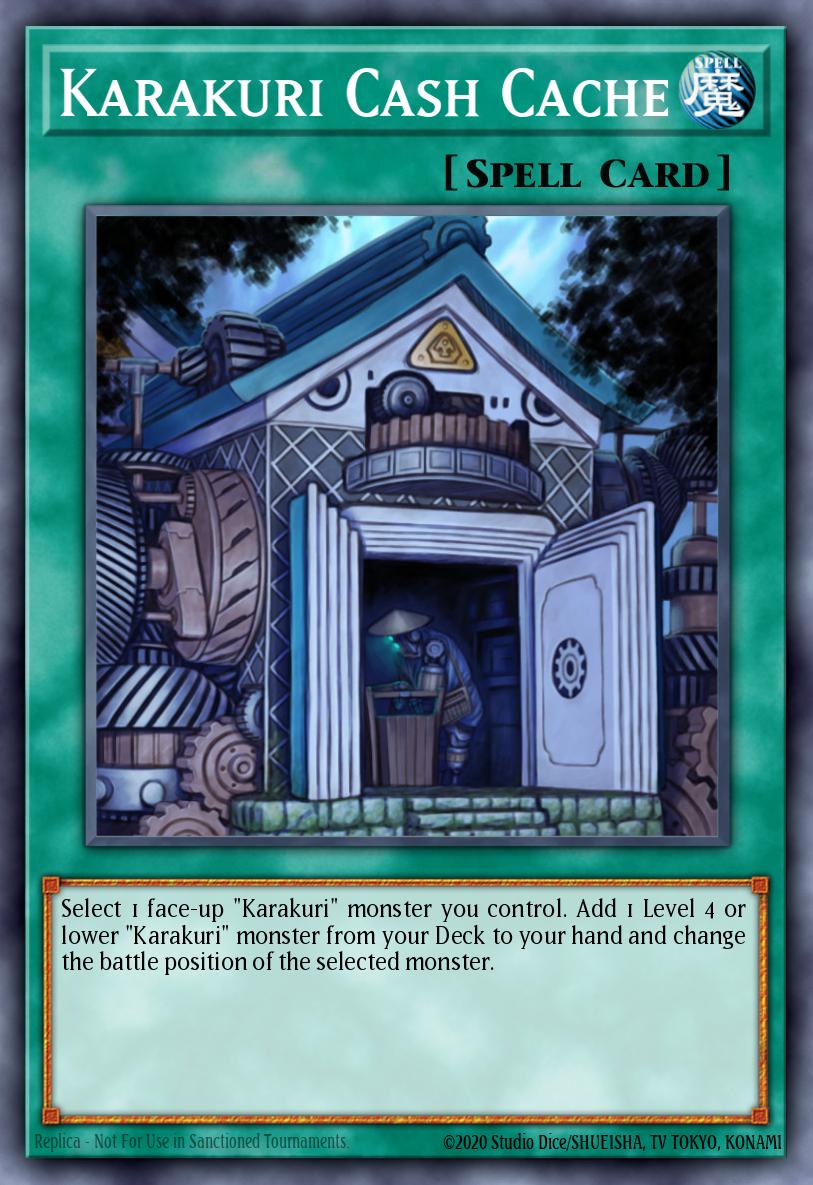 Karakuri Cash Cache
SPELL
魔
[ Spell Card ]
Select 1 face-up "Karakuri" monster you control. Add 1 Level 4 or
lower "Karakuri" monster from your Deck to your hand and change
the battle position of the selected monster.
Replica - Not For Use in Sanctioned Tournaments.
©2020 Studio Dice/SHUEISHA, TV TOKYO, KONAMI